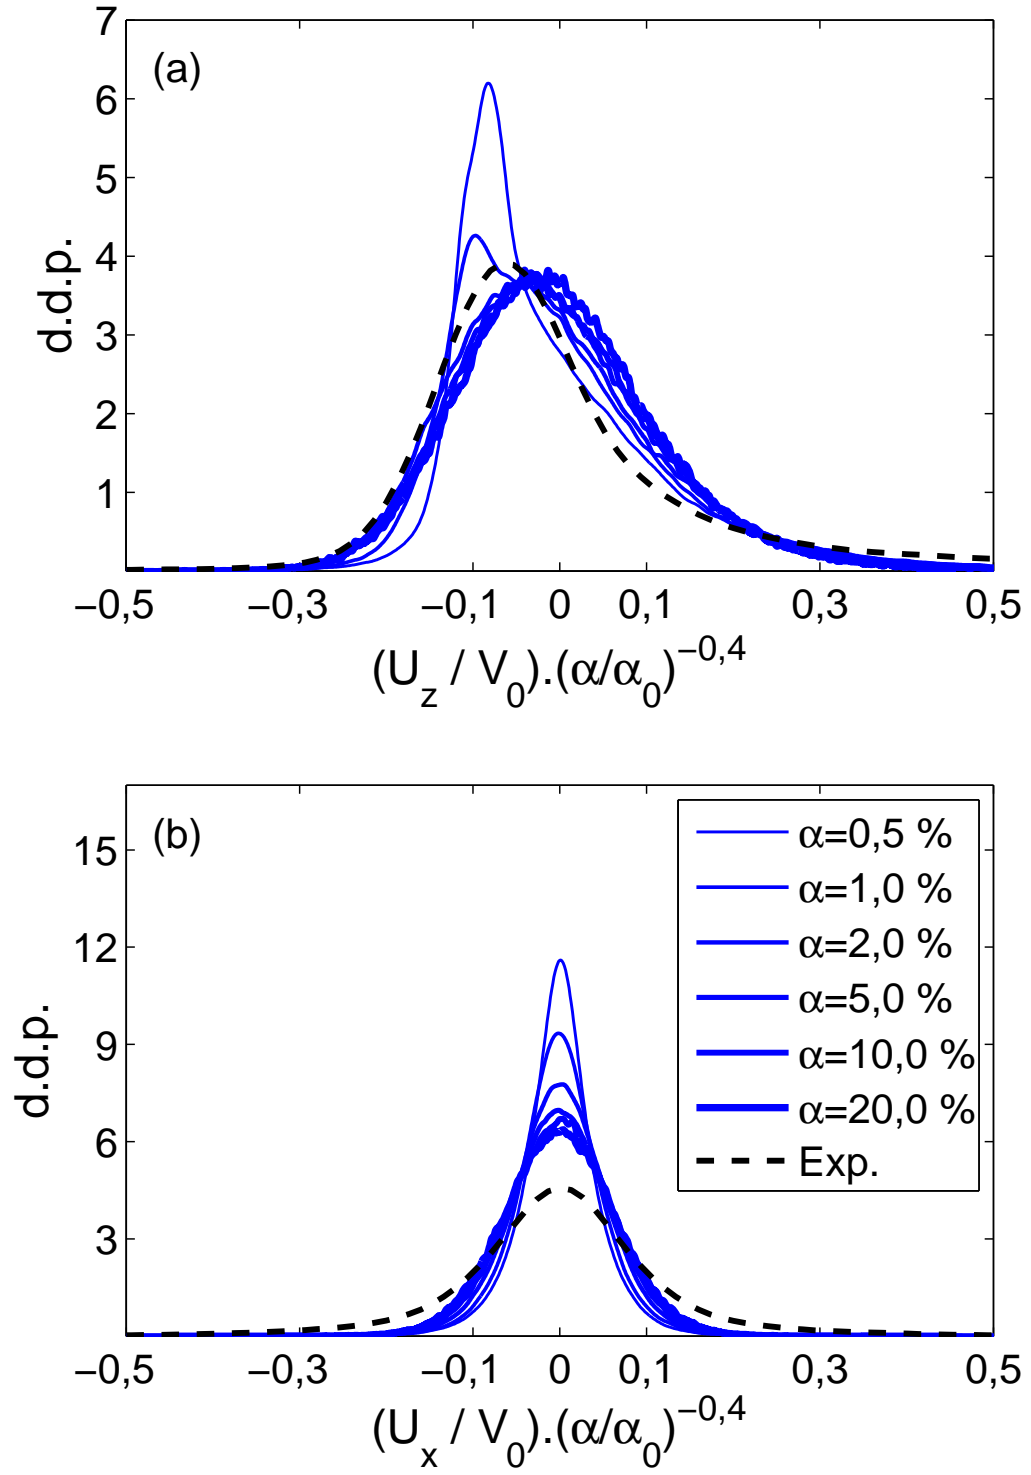 7
(a)
6
5
4
3
2
1
d.d.p.
−0,5 −0,3 −0,1 0 0,1 0,3 0,5
(U_z / V_0).(α/α_0)^−0,4
(b)
15
12
9
6
3
d.d.p.
α=0,5 %
α=1,0 %
α=2,0 %
α=5,0 %
α=10,0 %
α=20,0 %
Exp.
−0,5 −0,3 −0,1 0 0,1 0,3 0,5
(U_x / V_0).(α/α_0)^−0,4